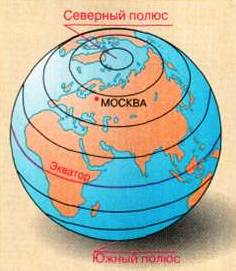 Северный полюс
МОСКВА
Экватор
Южный полюс